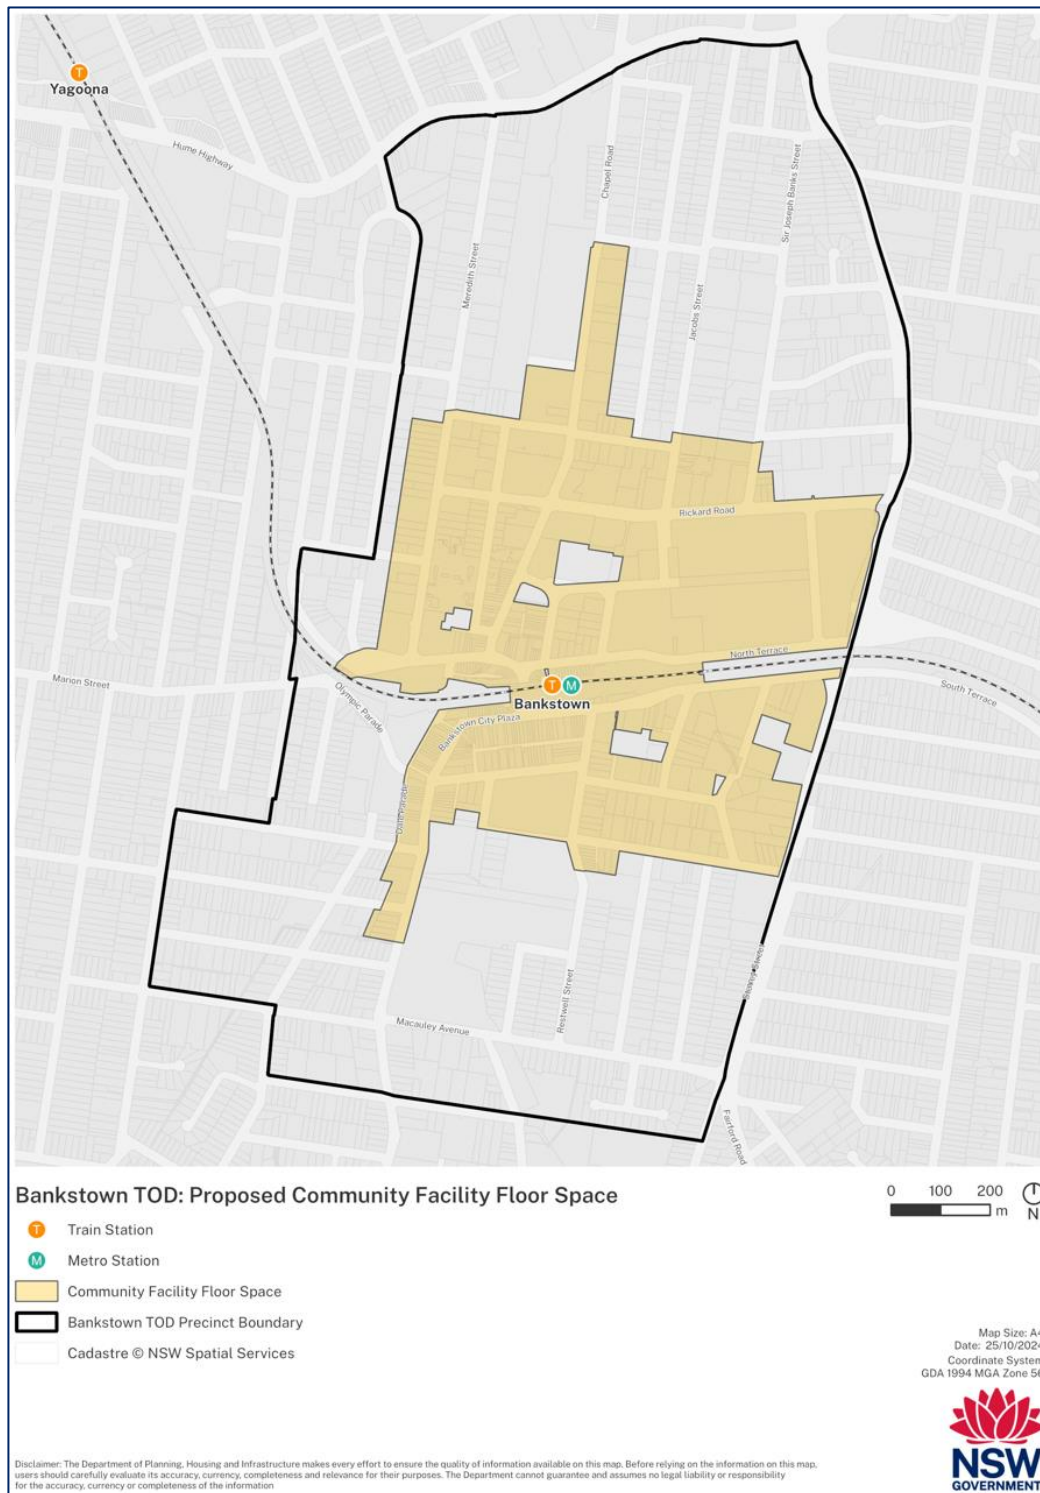 T
Yagoona
Hume Highway
Chapel Road
Sir Joseph Banks Street
Meredith Street
Jacobs Street
Rickard Road
North Terrace
Marion Street
Olympic Parade
T M
Bankstown
South Terrace
Bankstown City Plaza
Dale Parade
Restwell Street
Stacey Street
Macauley Avenue
Fairford Road
Bankstown TOD: Proposed Community Facility Floor Space
0 100 200
m
N
T Train Station
M Metro Station
Community Facility Floor Space
Bankstown TOD Precinct Boundary
Cadastre © NSW Spatial Services
Map Size: A4
Date: 25/10/2024
Coordinate System
GDA 1994 MGA Zone 56
NSW
GOVERNMENT
Disclaimer: The Department of Planning, Housing and Infrastructure makes every effort to ensure the quality of information available on this map. Before relying on the information on this map,
users should carefully evaluate its accuracy, currency, completeness and relevance for their purposes. The Department cannot guarantee and assumes no legal liability or responsibility
for the accuracy, currency or completeness of the information